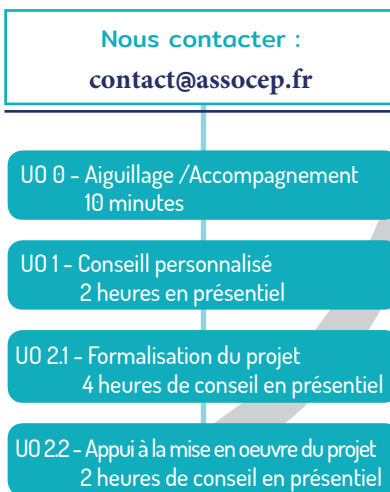 Nous contacter :
contact@assocep.fr
UO 0 - Aiguillage /Accompagnement
10 minutes
UO 1 - Conseill personnalisé
2 heures en présentiel
UO 2.1 - Formalisation du projet
4 heures de conseil en présentiel
UO 2.2 - Appui à la mise en oeuvre du projet
2 heures de conseil en présentiel